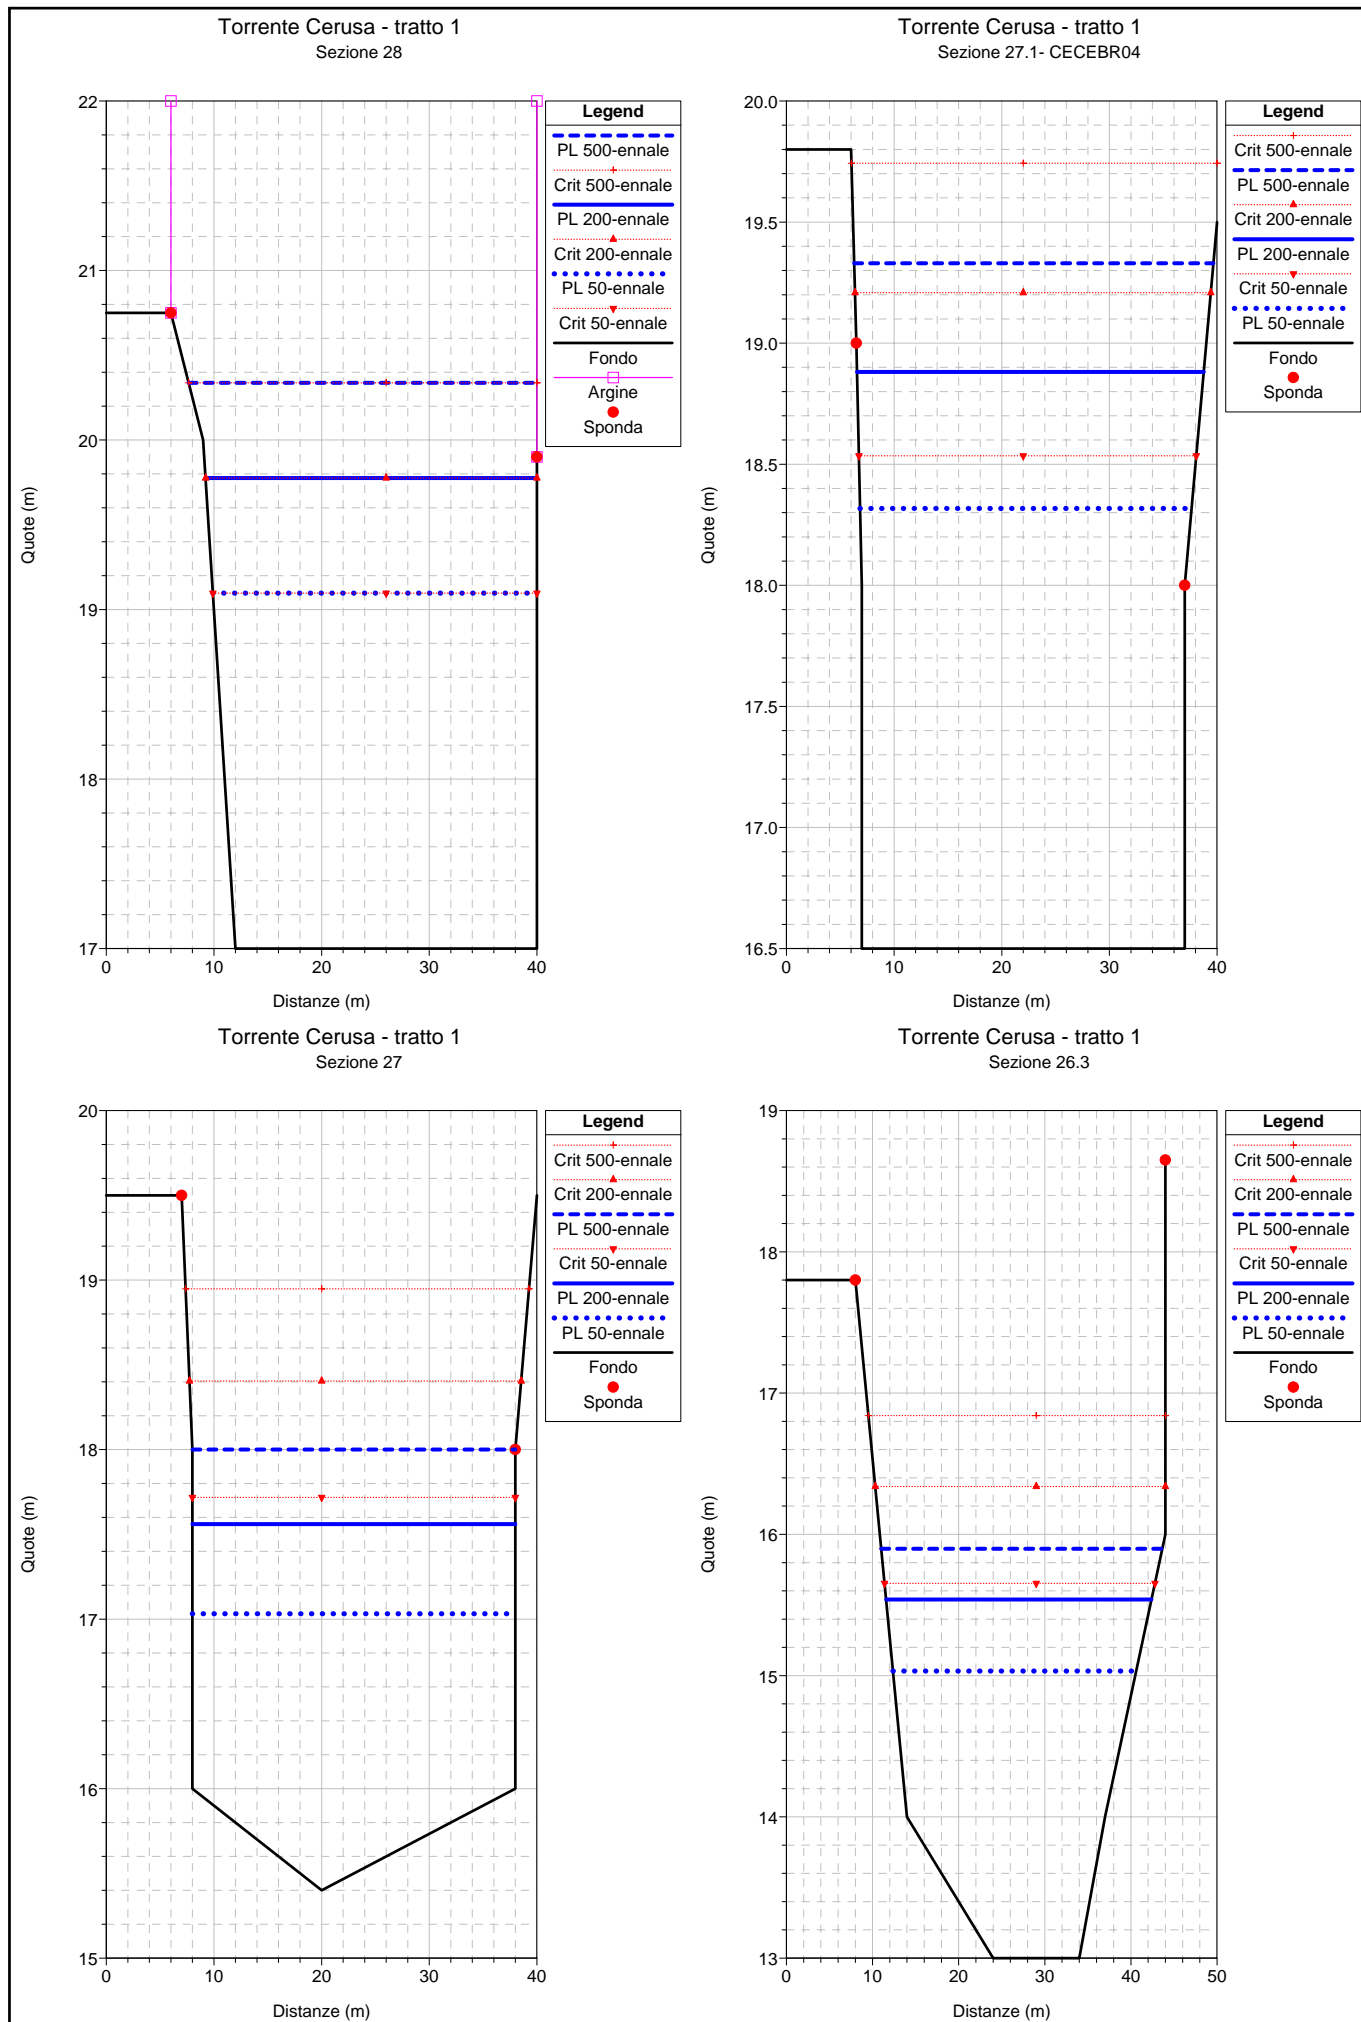 Torrente Cerusa - tratto 1
Sezione 28
22
21
20
19
18
17
0
10
20
30
40
Quote (m)
Distanze (m)
Legend
PL 500-ennale
Crit 500-ennale
PL 200-ennale
Crit 200-ennale
PL 50-ennale
Crit 50-ennale
Fondo
Argine
Sponda
Torrente Cerusa - tratto 1
Sezione 27.1- CECEBR04
20.0
19.5
19.0
18.5
18.0
17.5
17.0
16.5
0
10
20
30
40
Quote (m)
Distanze (m)
Legend
Crit 500-ennale
PL 500-ennale
Crit 200-ennale
PL 200-ennale
Crit 50-ennale
PL 50-ennale
Fondo
Sponda
Torrente Cerusa - tratto 1
Sezione 27
20
19
18
17
16
15
0
10
20
30
40
Quote (m)
Distanze (m)
Legend
Crit 500-ennale
Crit 200-ennale
PL 500-ennale
Crit 50-ennale
PL 200-ennale
PL 50-ennale
Fondo
Sponda
Torrente Cerusa - tratto 1
Sezione 26.3
19
18
17
16
15
14
13
0
10
20
30
40
50
Quote (m)
Distanze (m)
Legend
Crit 500-ennale
Crit 200-ennale
PL 500-ennale
Crit 50-ennale
PL 200-ennale
PL 50-ennale
Fondo
Sponda